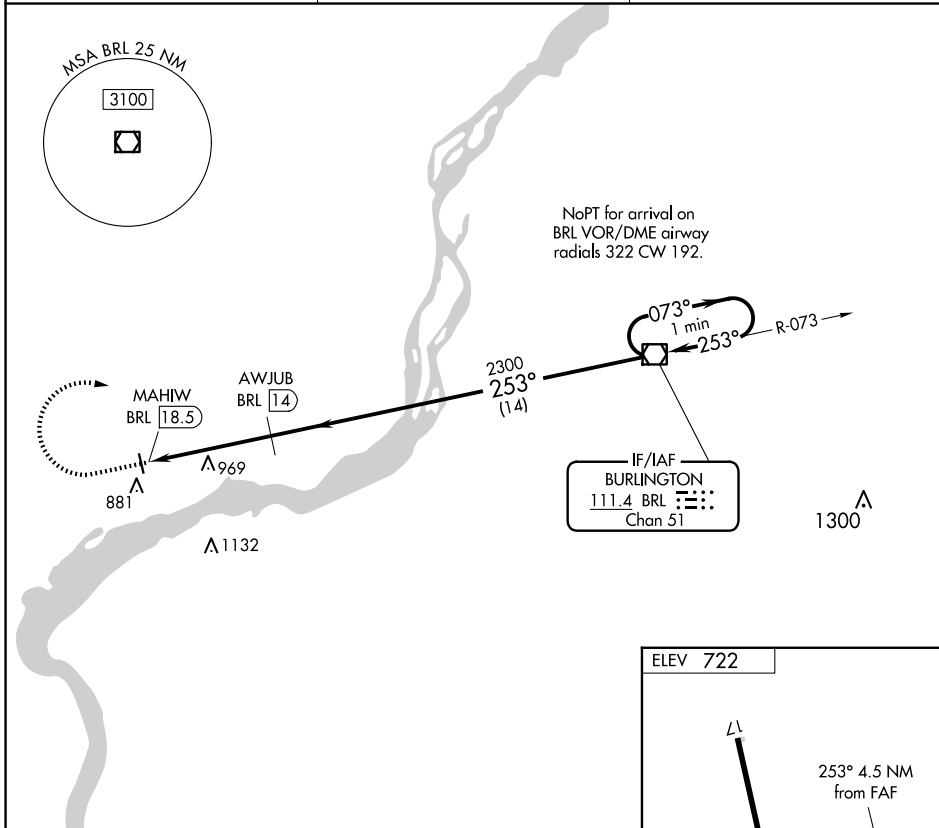 MSA BRL 25 NM
3100
NoPT for arrival on
BRL VOR/DME airway
radials 322 CW 192.
073°
1 min
253°
R-073
2300
253°
(14)
AWJUB
BRL 14
MAHIW
BRL 18.5
969
881
1132
IF/IAF
BURLINGTON
111.4 BRL
Chan 51
1300
ELEV 722
17
253° 4.5 NM
from FAF